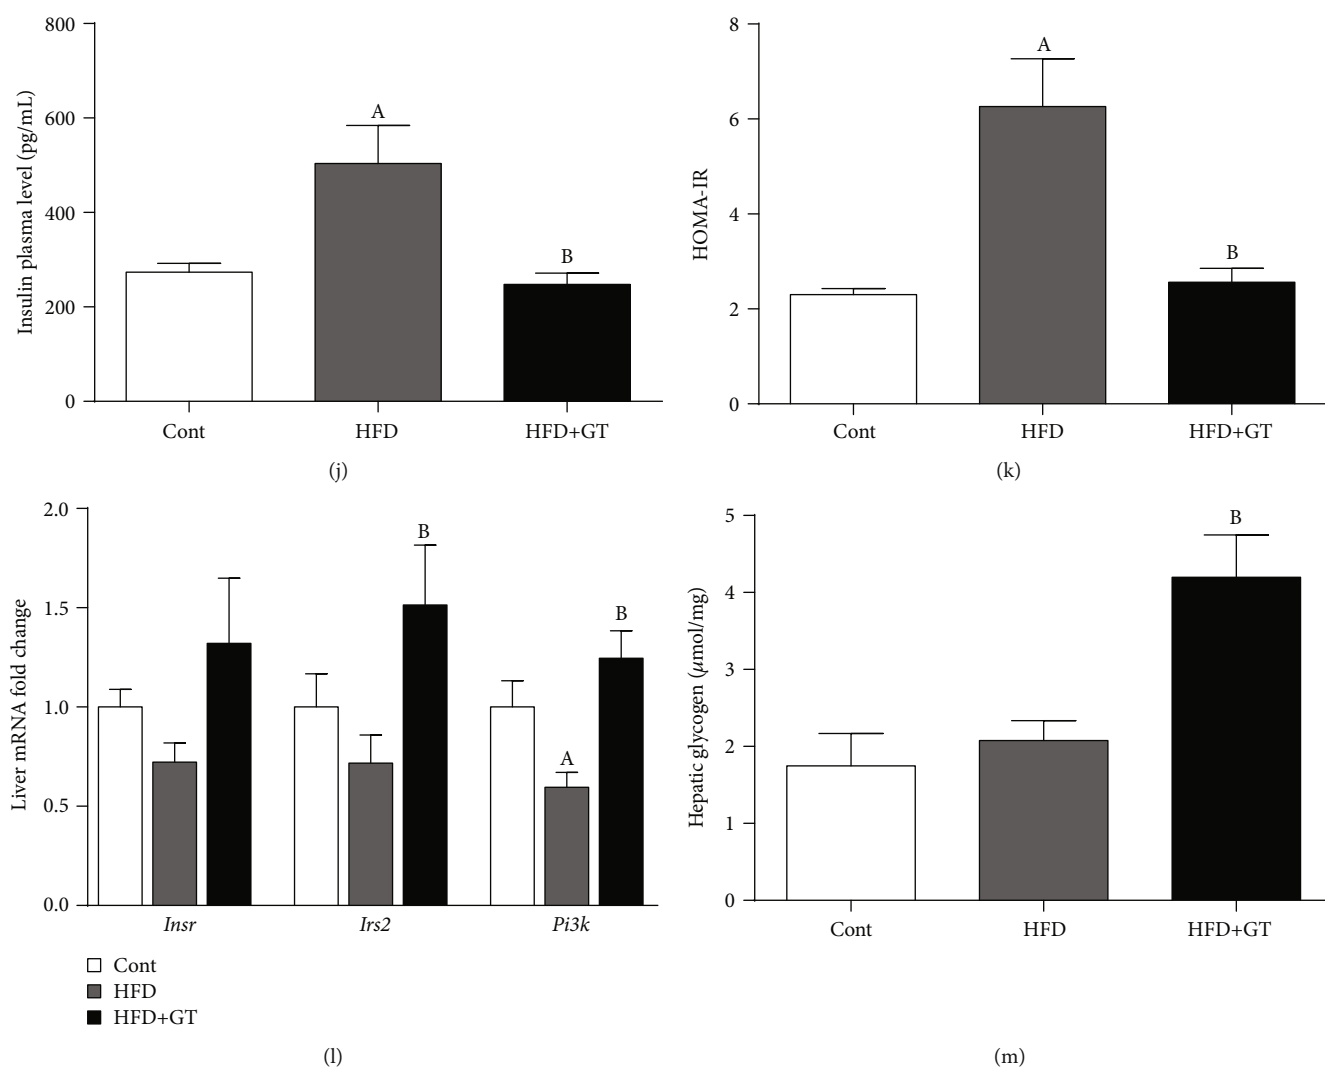 Insulin plasma level (pg/mL)
800
600
400
200
0
A
B
Cont HFD HFD+GT
(j)
HOMA-IR
8
6
4
2
0
A
B
Cont HFD HFD+GT
(k)
Liver mRNA fold change
2.0
1.5
1.0
0.5
0.0
B
A
B
Insr Irs2 Pi3k
Cont
HFD
HFD+GT
(l)
Hepatic glycogen (μmol/mg)
5
4
3
2
1
0
B
Cont HFD HFD+GT
(m)